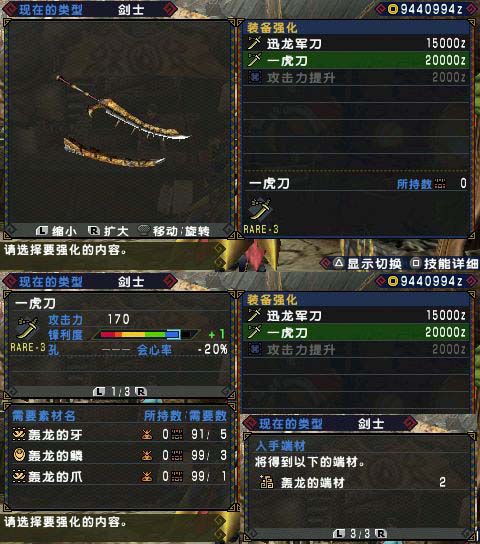 现在的类型 剑士
9440994z
装备强化
迅龙军刀 15000z
一虎刀 20000z
攻击力提升 2000z
一虎刀 所持数 0
RARE-3
L 缩小 R 扩大 移动/旋转
请选择要强化的内容。
△显示切换 □技能详细
现在的类型 剑士
9440994z
一虎刀
攻击力 170
锋利度 +1
RARE-3
孔 --- 会心率 -20%
L 1/3 R
装备强化
迅龙军刀 15000z
一虎刀 20000z
攻击力提升 2000z
需要素材名 所持数/需要数
轰龙的牙 0 91/ 5
轰龙的鳞 0 99/ 3
轰龙的爪 0 99/ 1
请选择要强化的内容。
现在的类型 剑士
入手端材
将得到以下的端材。
轰龙的端材 2
L 3/3 R